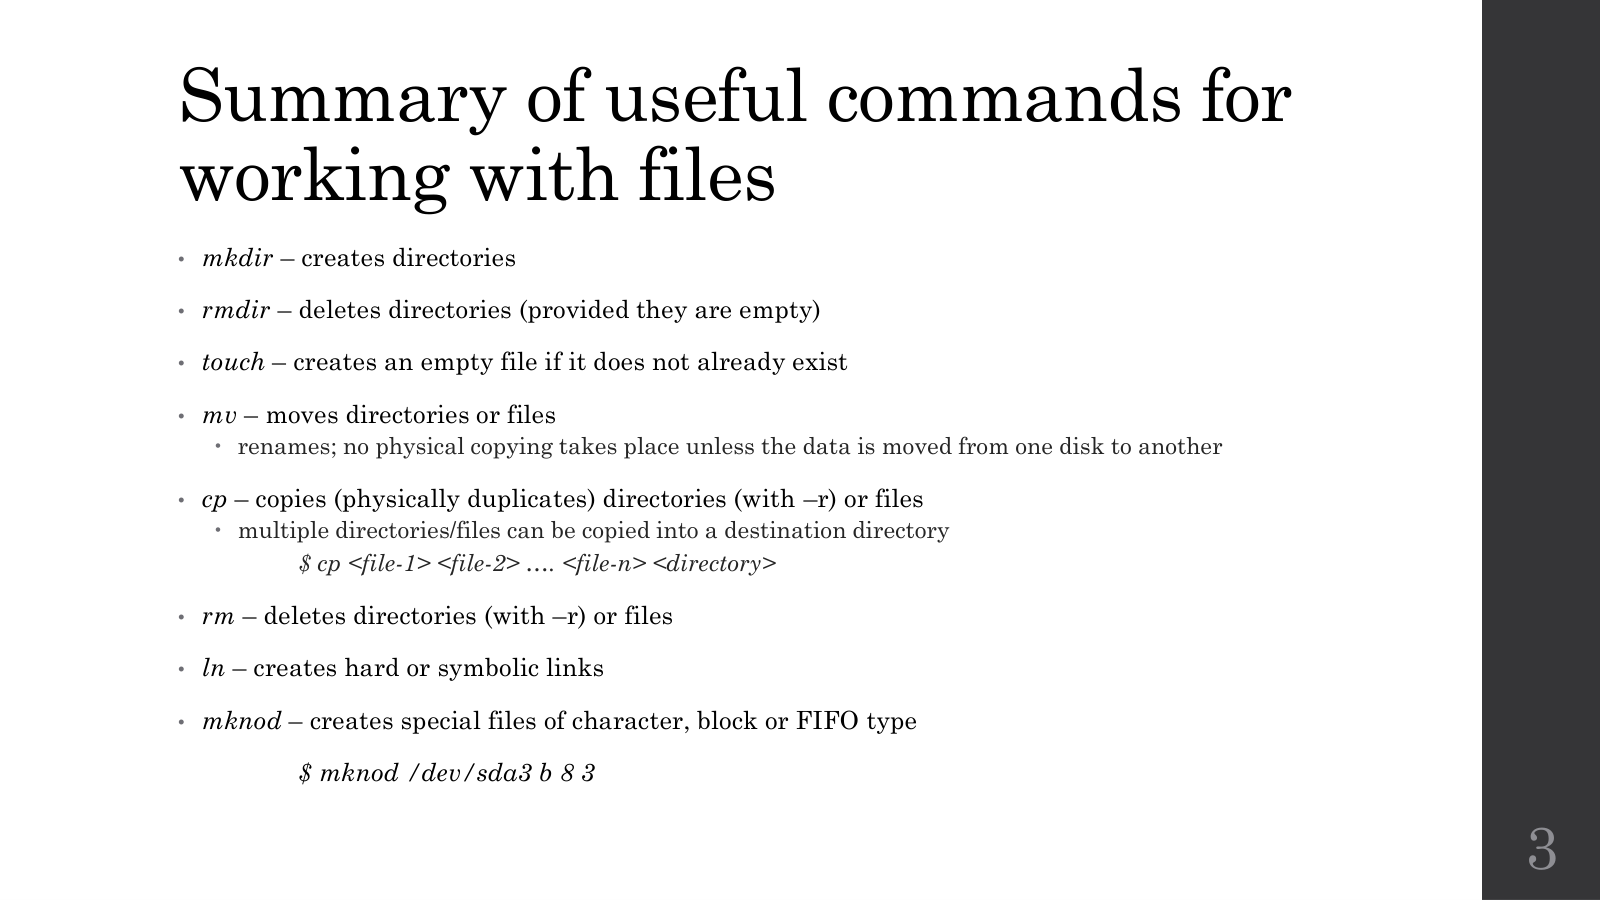 Summary of useful commands for
working with files
• mkdir – creates directories
• rmdir – deletes directories (provided they are empty)
• touch – creates an empty file if it does not already exist
• mv – moves directories or files
• renames; no physical copying takes place unless the data is moved from one disk to another
• cp – copies (physically duplicates) directories (with –r) or files
• multiple directories/files can be copied into a destination directory
$ cp <file-1> <file-2> …. <file-n> <directory>
• rm – deletes directories (with –r) or files
• ln – creates hard or symbolic links
• mknod – creates special files of character, block or FIFO type
$ mknod /dev/sda3 b 8 3
3